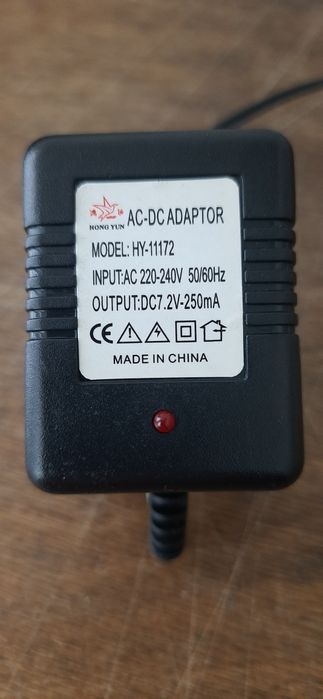 HONG YUN
AC-DC ADAPTOR
MODEL: HY-11172
INPUT:AC 220-240V 50/60Hz
OUTPUT:DC7.2V-250mA
CE
MADE IN CHINA